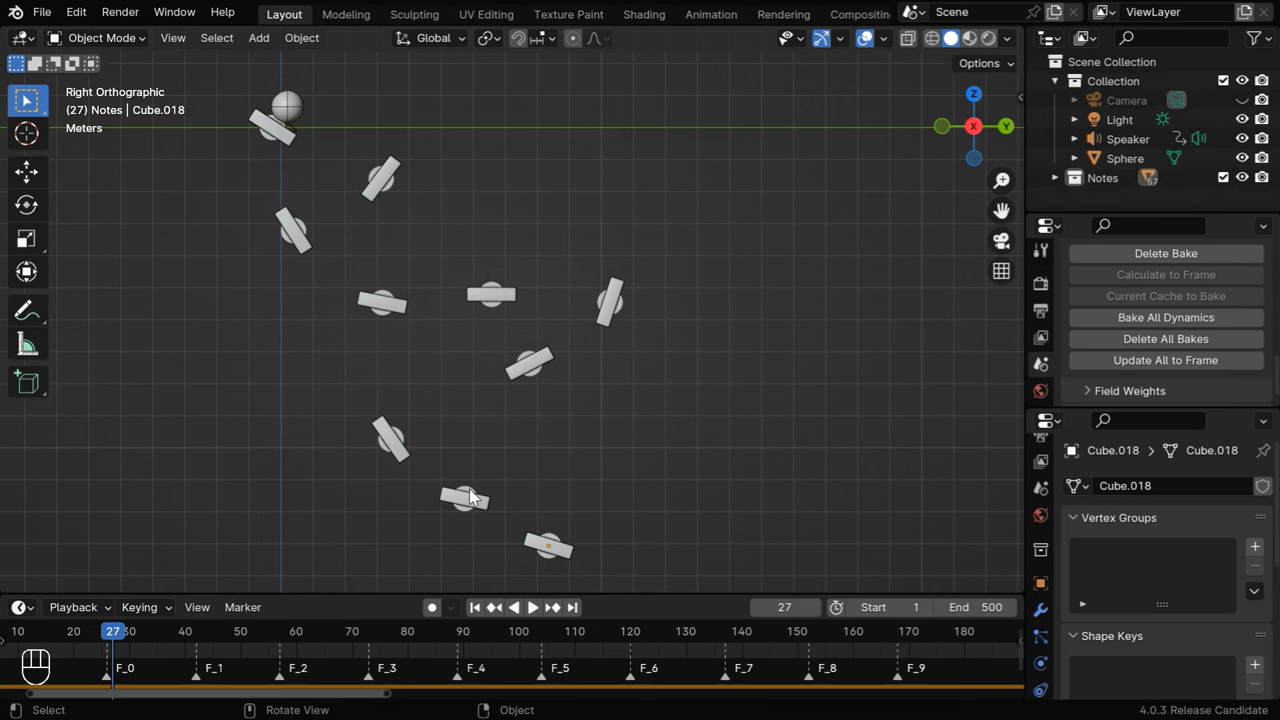 File Edit Render Window Help Layout Modeling Sculpting UV Editing Texture Paint Shading Animation Rendering Compositin Scene ViewLayer
Object Mode View Select Add Object Global
Options
Right Orthographic
(27) Notes | Cube.018
Meters
Z
X
Y
Scene Collection
Collection
Camera
Light
Speaker
Sphere
Notes 57
Delete Bake
Calculate to Frame
Current Cache to Bake
Bake All Dynamics
Delete All Bakes
Update All to Frame
Field Weights
Cube.018 Cube.018
Cube.018
Vertex Groups
Shape Keys
Playback Keying View Marker 27 Start 1 End 500
10 20 27 30 40 50 60 70 80 90 100 110 120 130 140 150 160 170 180
F_0 F_1 F_2 F_3 F_4 F_5 F_6 F_7 F_8 F_9
Select Rotate View Object 4.0.3 Release Candidate